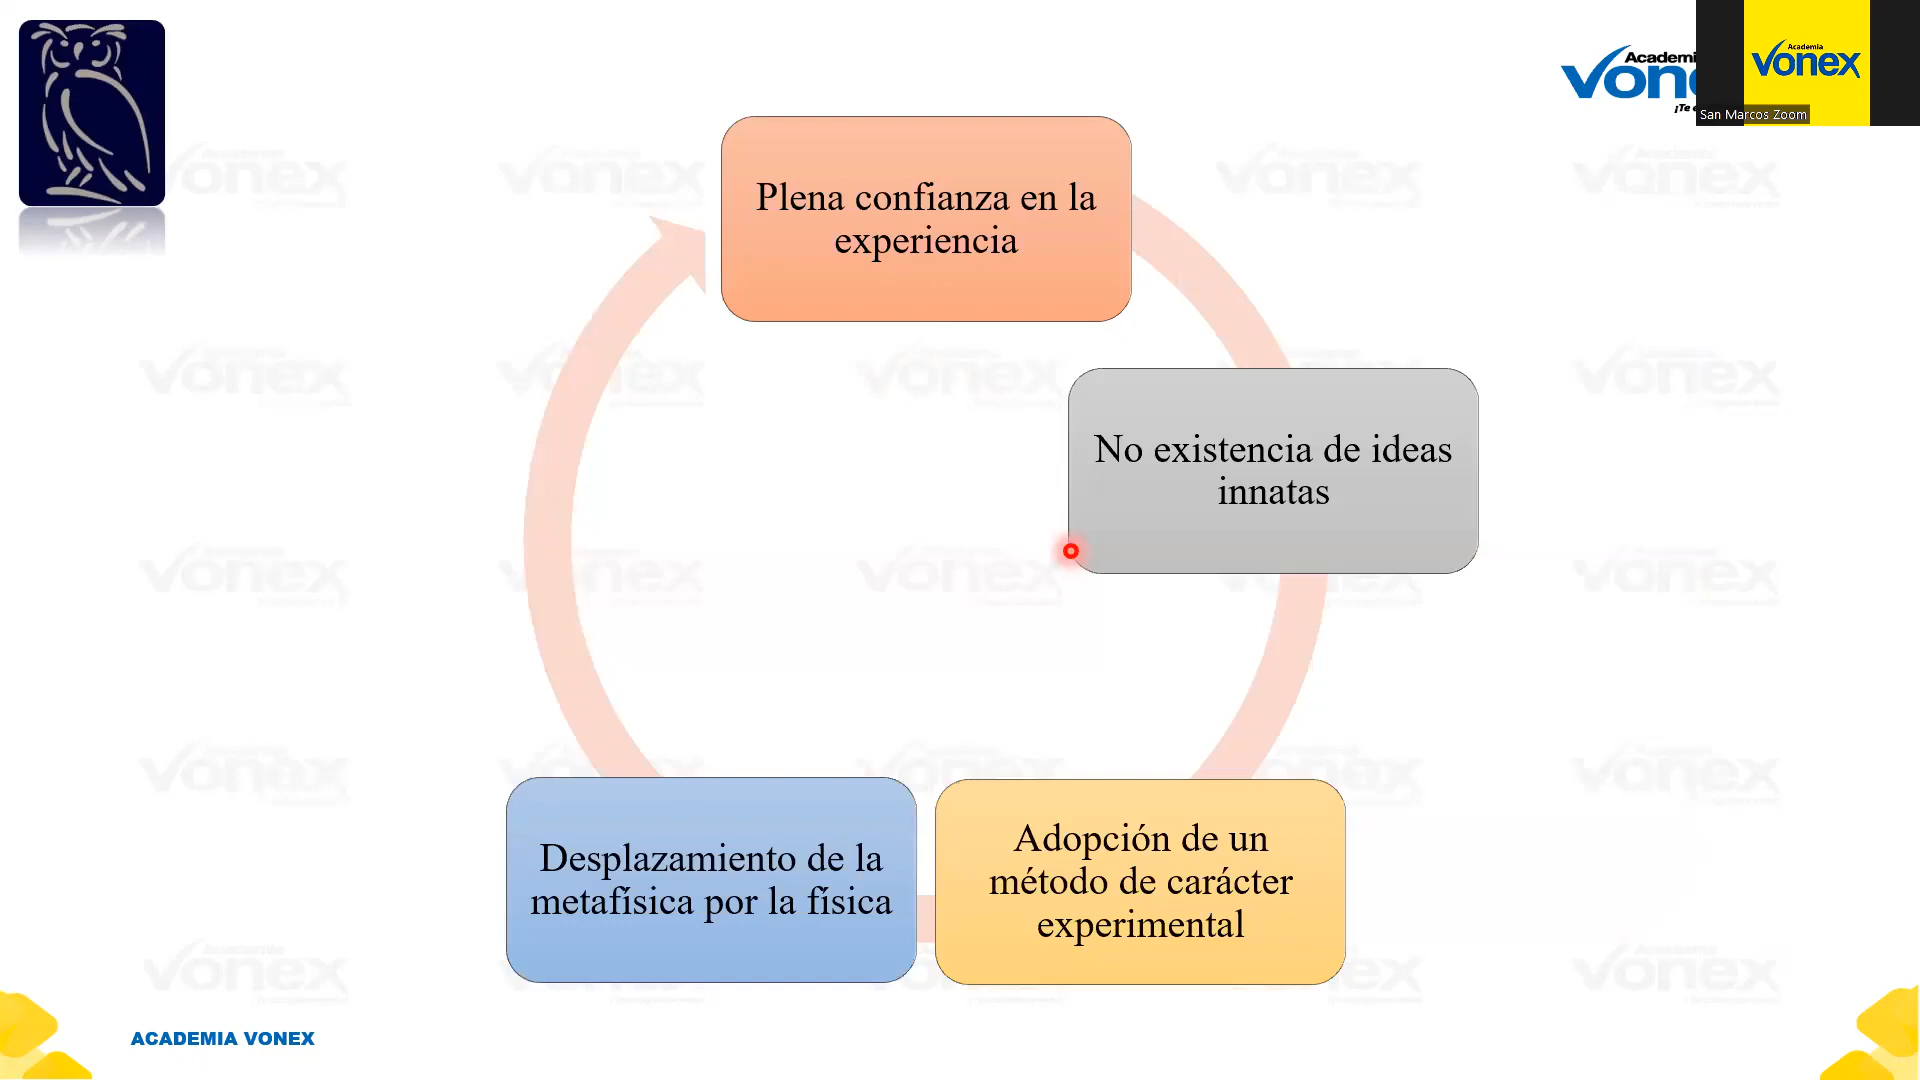 Academia
vonex
San Marcos Zoom
Plena confianza en la
experiencia
No existencia de ideas
innatas
Adopción de un
método de carácter
experimental
Desplazamiento de la
metafísica por la física
ACADEMIA VONEX